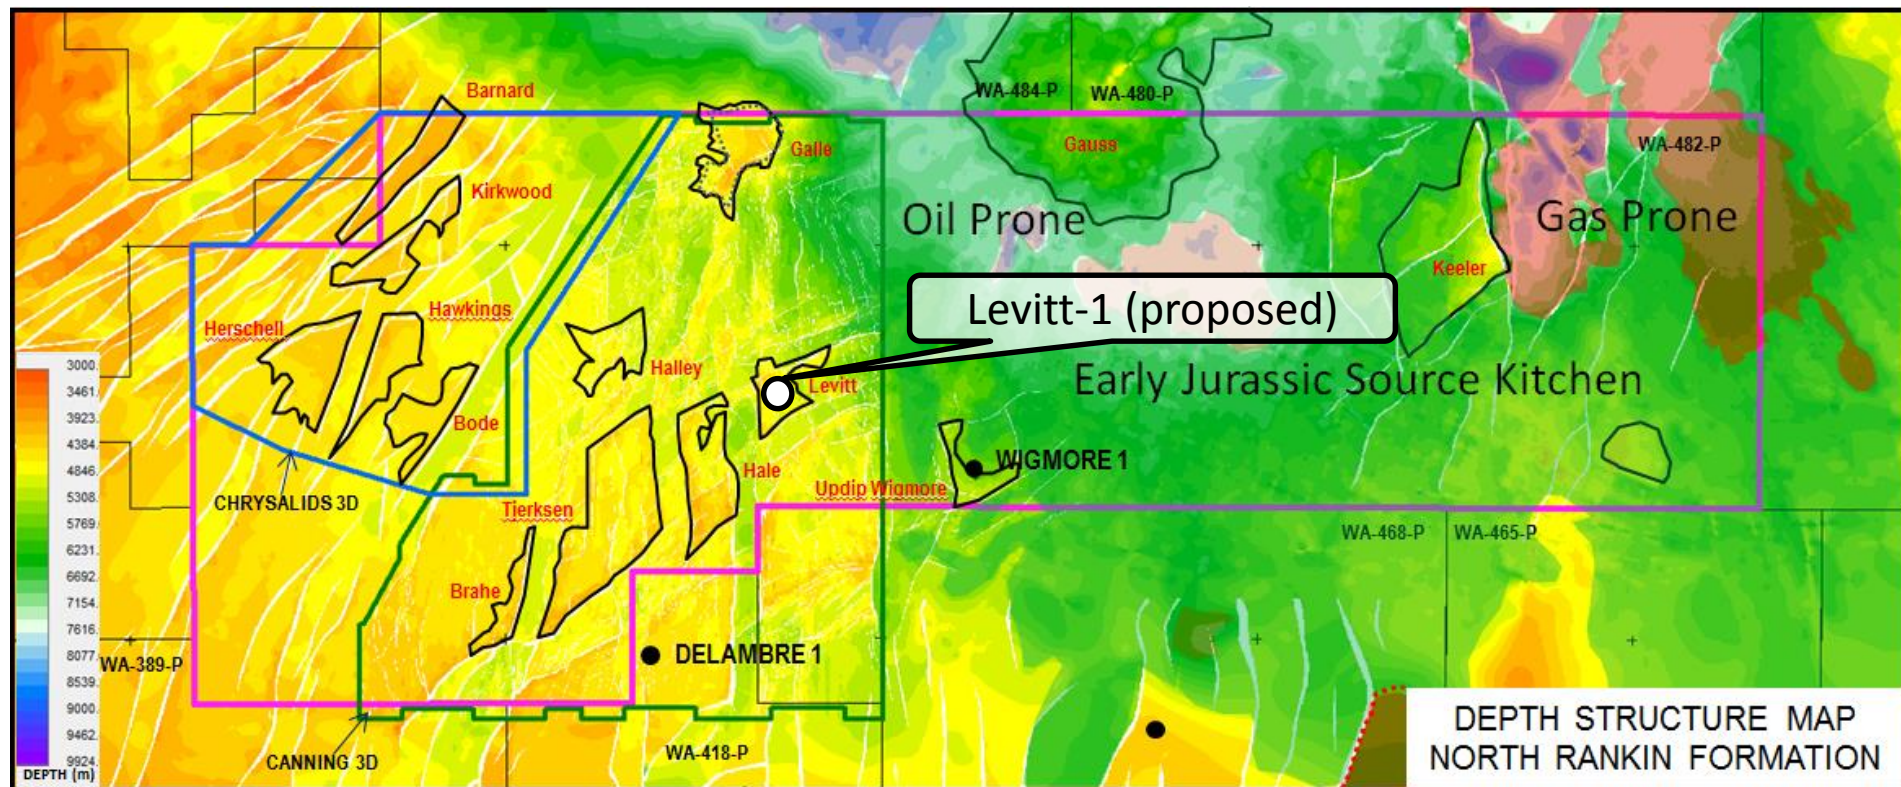 Barnard
WA-484-P
WA-480-P
Galle
Gauss
WA-482-P
Kirkwood
Oil Prone
Gas Prone
Keeler
Herschell
Hawkings
Levitt-1 (proposed)
Halley
Levitt
Early Jurassic Source Kitchen
Bode
Hale
WIGMORE 1
Updip Wigmore
CHRYSALIDS 3D
Tjerksen
WA-468-P
WA-465-P
Brahe
DELAMBRE 1
WA-389-P
WA-418-P
CANNING 3D
3000.
3461.
3923.
4384.
4846.
5308.
5769.
6231.
6692.
7154.
7616.
8077.
8539.
9000.
9462.
9924.
DEPTH (m)
DEPTH STRUCTURE MAP
NORTH RANKIN FORMATION